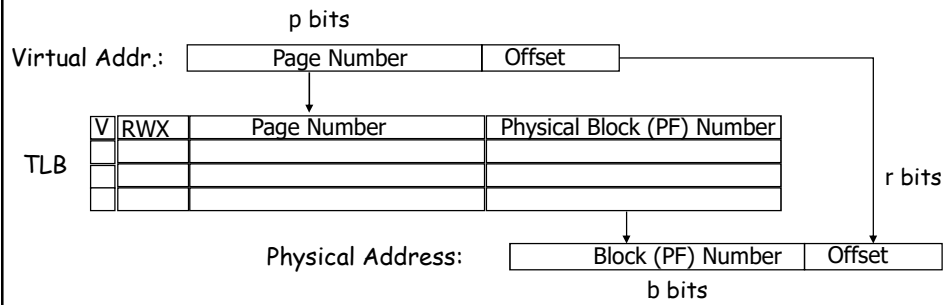 p bits
Virtual Addr.: Page Number Offset
V RWX Page Number Physical Block (PF) Number
TLB
r bits
Physical Address: Block (PF) Number Offset
b bits